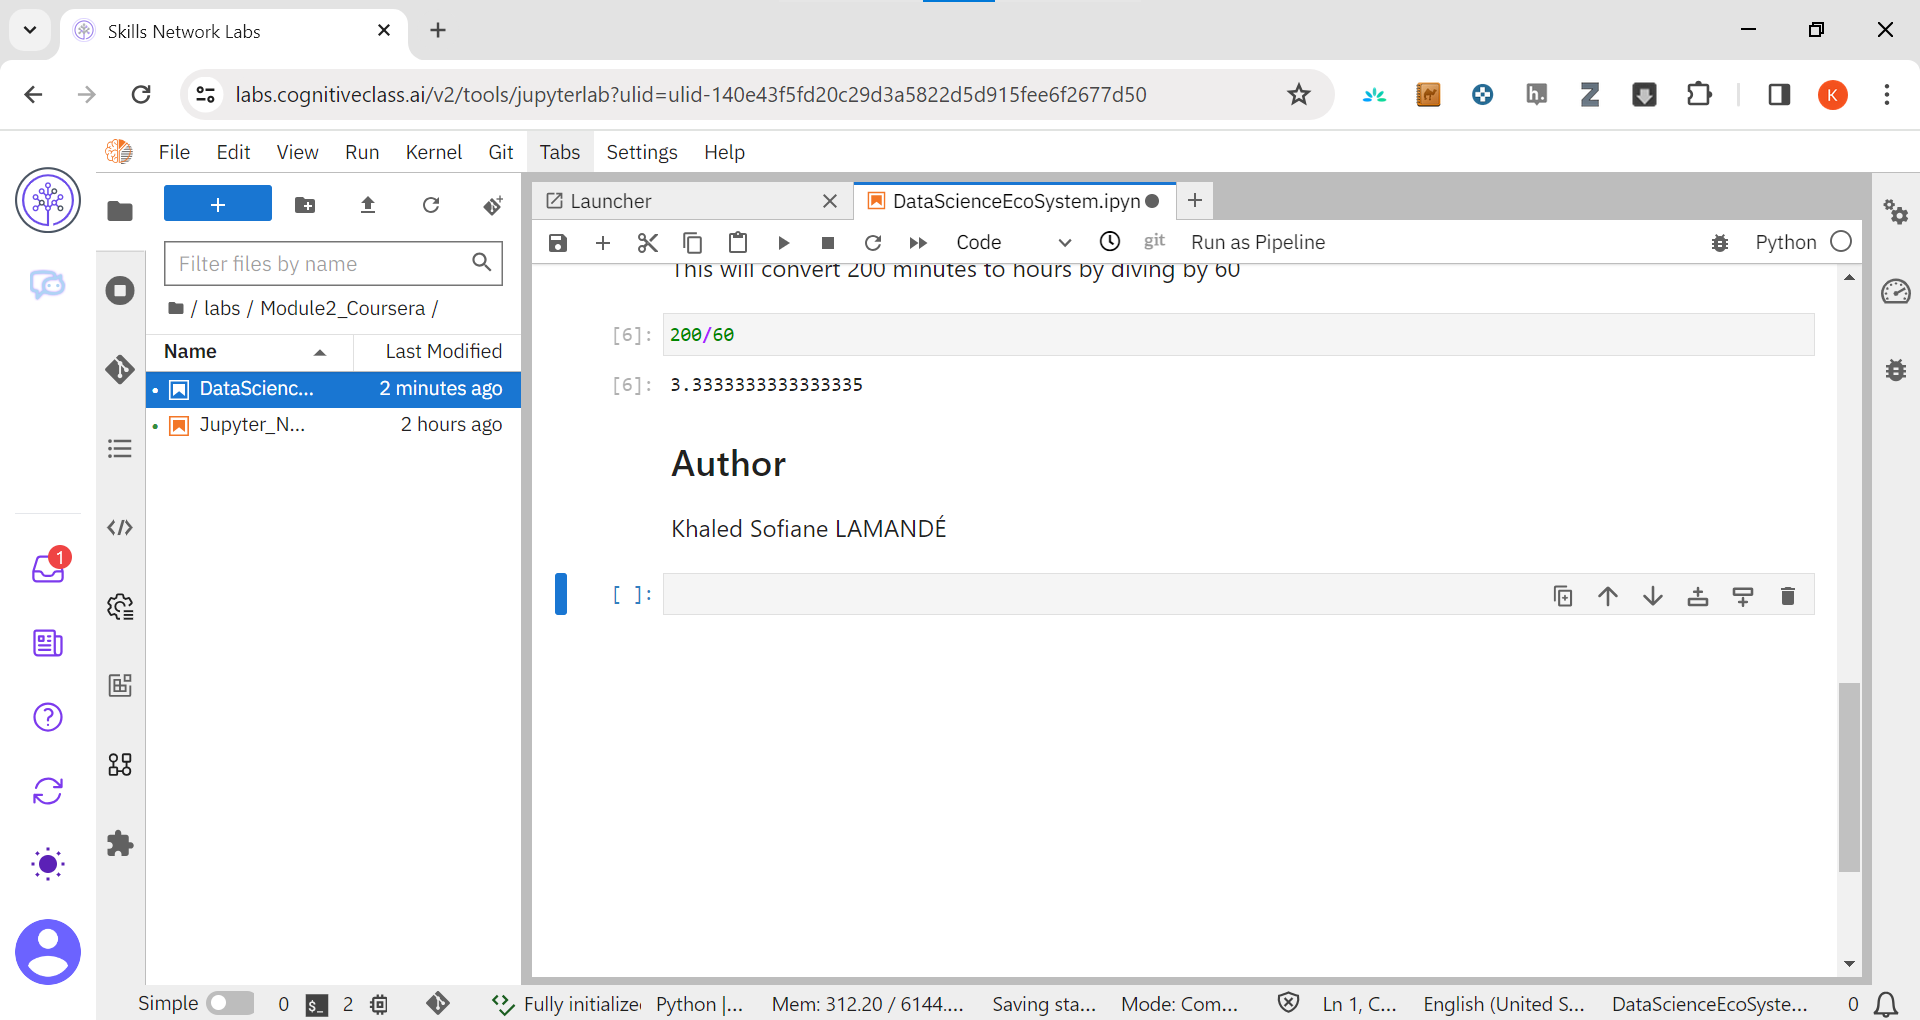 Skills Network Labs
labs.cognitiveclass.ai/v2/tools/jupyterlab?ulid=ulid-140e43f5fd20c29d3a5822d5d915fee6f2677d50
h.
Z
K
File Edit View Run Kernel Git Tabs Settings Help
Launcher
DataScienceEcoSystem.ipyn
Code
git
Run as Pipeline
Python
Filter files by name
/ labs / Module2_Coursera /
Name
Last Modified
DataScienc...
2 minutes ago
Jupyter_N...
2 hours ago
1
This will convert 200 minutes to hours by diving by 60
[6]: 200/60
[6]: 3.3333333333333335
Author
Khaled Sofiane LAMANDÉ
[ ]:
Simple 0 $_ 2 Fully initialize Python |... Mem: 312.20 / 6144.... Saving sta... Mode: Com... Ln 1, C... English (United S... DataScienceEcoSyste... 0